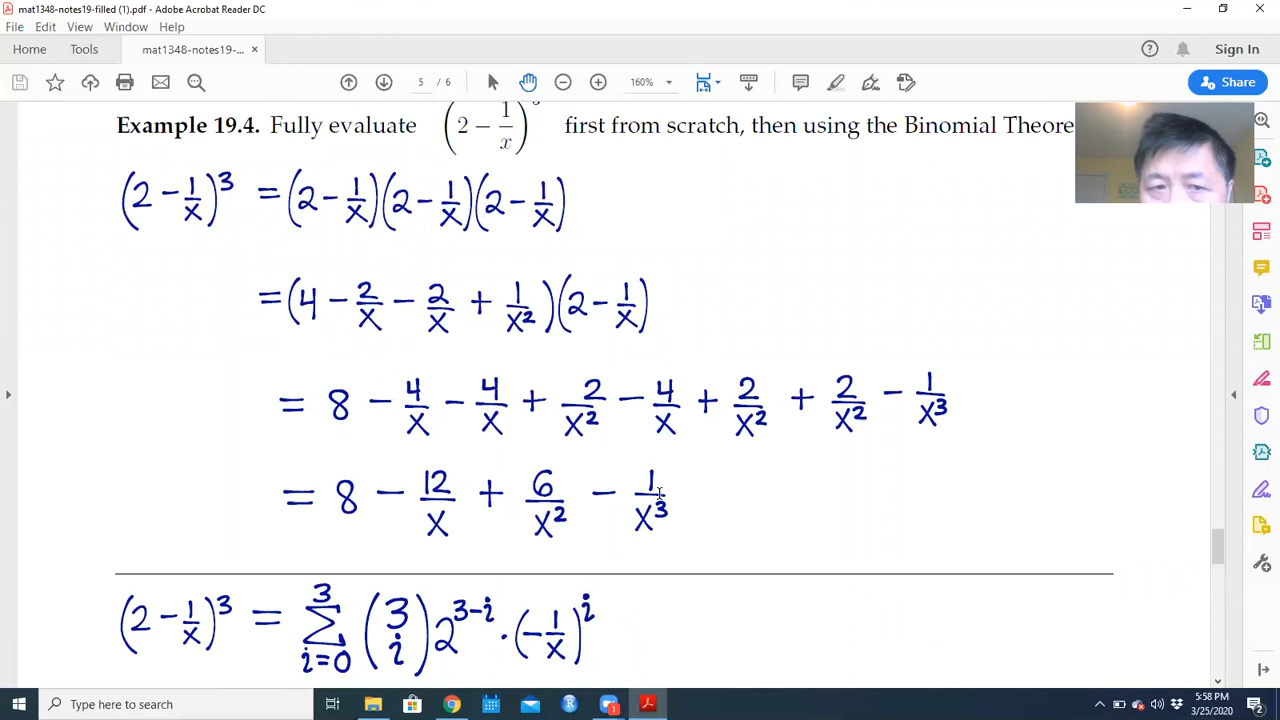 mat1348-notes19-filled (1).pdf - Adobe Acrobat Reader DC
File Edit View Window Help
Home Tools mat1348-notes19-... × Sign In
5 / 6 160% Share
Example 19.4. Fully evaluate (2 − 1/x)³ first from scratch, then using the Binomial Theore
(2 − 1/x)³ = (2 − 1/x)(2 − 1/x)(2 − 1/x)
= (4 − 2/x − 2/x + 1/x²)(2 − 1/x)
= 8 − 4/x − 4/x + 2/x² − 4/x + 2/x² + 2/x² − 1/x³
= 8 − 12/x + 6/x² − 1/x³
(2 − 1/x)³ = Σ_{i=0}^{3} (3 i) 2^{3−i} · (−1/x)^i
Type here to search
5:58 PM
3/25/2020
2